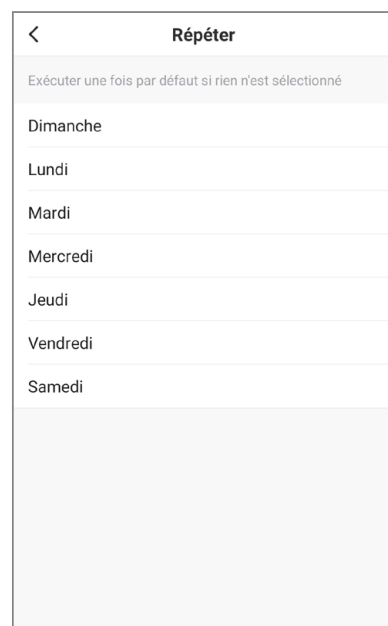 Répéter
Exécuter une fois par défaut si rien n'est sélectionné
Dimanche
Lundi
Mardi
Mercredi
Jeudi
Vendredi
Samedi